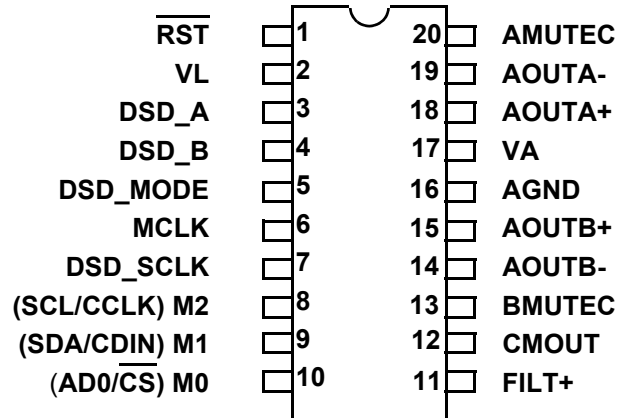 RST 1 20 AMUTEC
VL 2 19 AOUTA-
DSD_A 3 18 AOUTA+
DSD_B 4 17 VA
DSD_MODE 5 16 AGND
MCLK 6 15 AOUTB+
DSD_SCLK 7 14 AOUTB-
(SCL/CCLK) M2 8 13 BMUTEC
(SDA/CDIN) M1 9 12 CMOUT
(AD0/CS) M0 10 11 FILT+